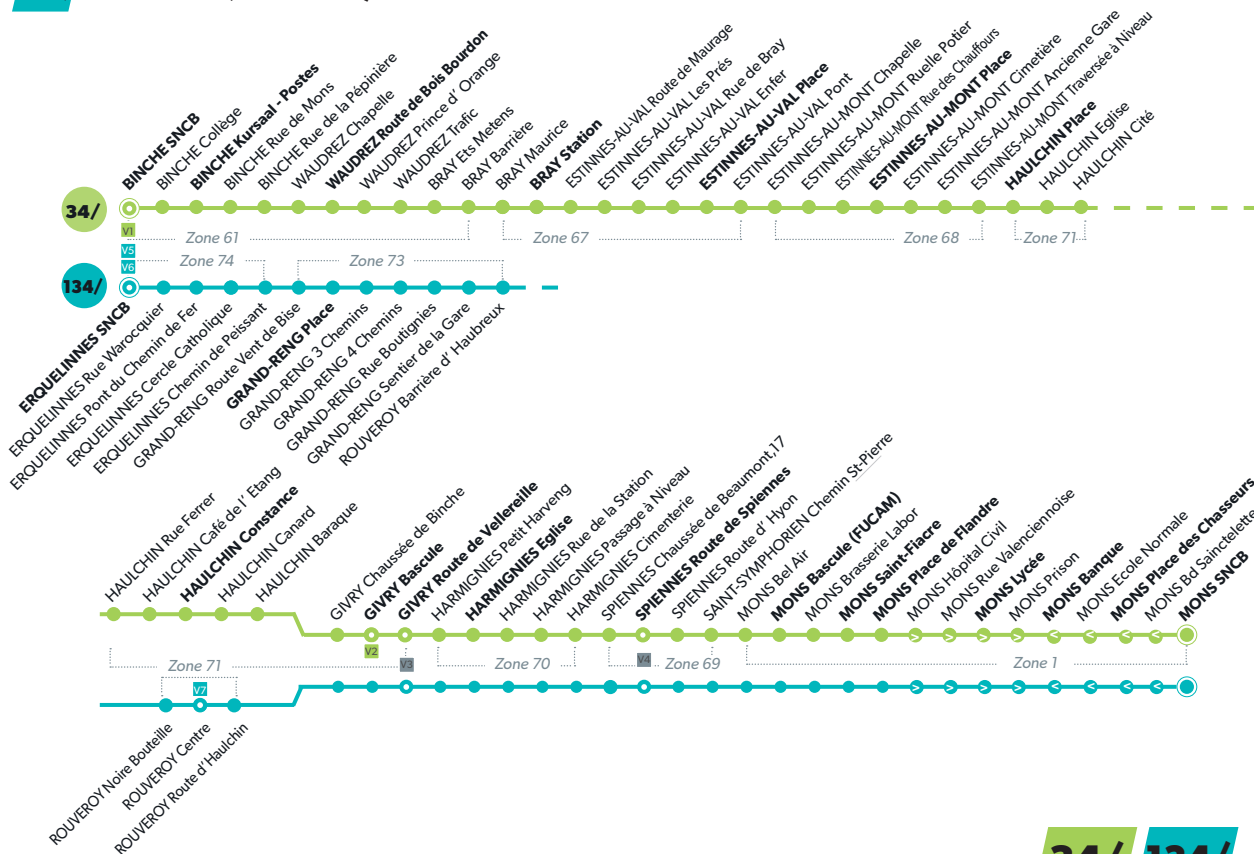 BINCHE SNCB
BINCHE Collège
BINCHE Kursaal - Postes
BINCHE Rue de Mons
BINCHE Rue de la Pépinière
WAUDREZ Chapelle
WAUDREZ Route de Bois Bourdon
WAUDREZ Prince d' Orange
WAUDREZ Trafic
BRAY Ets Metens
BRAY Barrière
BRAY Maurice
BRAY Station
ESTINNES-AU-VAL Route de Maurage
ESTINNES-AU-VAL Les Prés
ESTINNES-AU-VAL Rue de Bray
ESTINNES-AU-VAL Enfer
ESTINNES-AU-VAL Place
ESTINNES-AU-VAL Pont
ESTINNES-AU-MONT Chapelle
ESTINNES-AU-MONT Ruelle Potier
ESTINNES-AU-MONT Rue des Chauffours
ESTINNES-AU-MONT Place
ESTINNES-AU-MONT Cimetière
ESTINNES-AU-MONT Ancienne Gare
ESTINNES-AU-MONT Traversée à Niveau
HAULCHIN Place
HAULCHIN Eglise
HAULCHIN Cité
34/
V1
Zone 61
Zone 67
Zone 68
Zone 71
V5
V6
Zone 74
Zone 73
134/
ERQUELINNES SNCB
ERQUELINNES Rue Warocquier
ERQUELINNES Pont du Chemin de Fer
ERQUELINNES Cercle Catholique
ERQUELINNES Chemin de Peissant
GRAND-RENG Route Vent de Bise
GRAND-RENG Place
GRAND-RENG 3 Chemins
GRAND-RENG 4 Chemins
GRAND-RENG Rue Boutignies
GRAND-RENG Sentier de la Gare
ROUVEROY Barrière d' Haubreux
HAULCHIN Rue Ferrer
HAULCHIN Café de l' Etang
HAULCHIN Constance
HAULCHIN Canard
HAULCHIN Baraque
GIVRY Chaussée de Binche
GIVRY Bascule
GIVRY Route de Vellereille
HARMIGNIES Petit Harveng
HARMIGNIES Eglise
HARMIGNIES Rue de la Station
HARMIGNIES Passage à Niveau
HARMIGNIES Cimenterie
SPIENNES Chaussée de Beaumont,17
SPIENNES Route de Spiennes
SPIENNES Route d' Hyon
SAINT-SYMPHORIEN Chemin St-Pierre
MONS Bel Air
MONS Bascule (FUCAM)
MONS Brasserie Labor
MONS Saint-Fiacre
MONS Place de Flandre
MONS Hôpital Civil
MONS Rue Valenciennoise
MONS Lycée
MONS Prison
MONS Banque
MONS Ecole Normale
MONS Place des Chasseurs
MONS Bd Sainctelette
MONS SNCB
V2
V3
V4
Zone 71
Zone 70
Zone 69
Zone 1
V7
ROUVEROY Noire Bouteille
ROUVEROY Centre
ROUVEROY Route d' Haulchin
34/ 134/